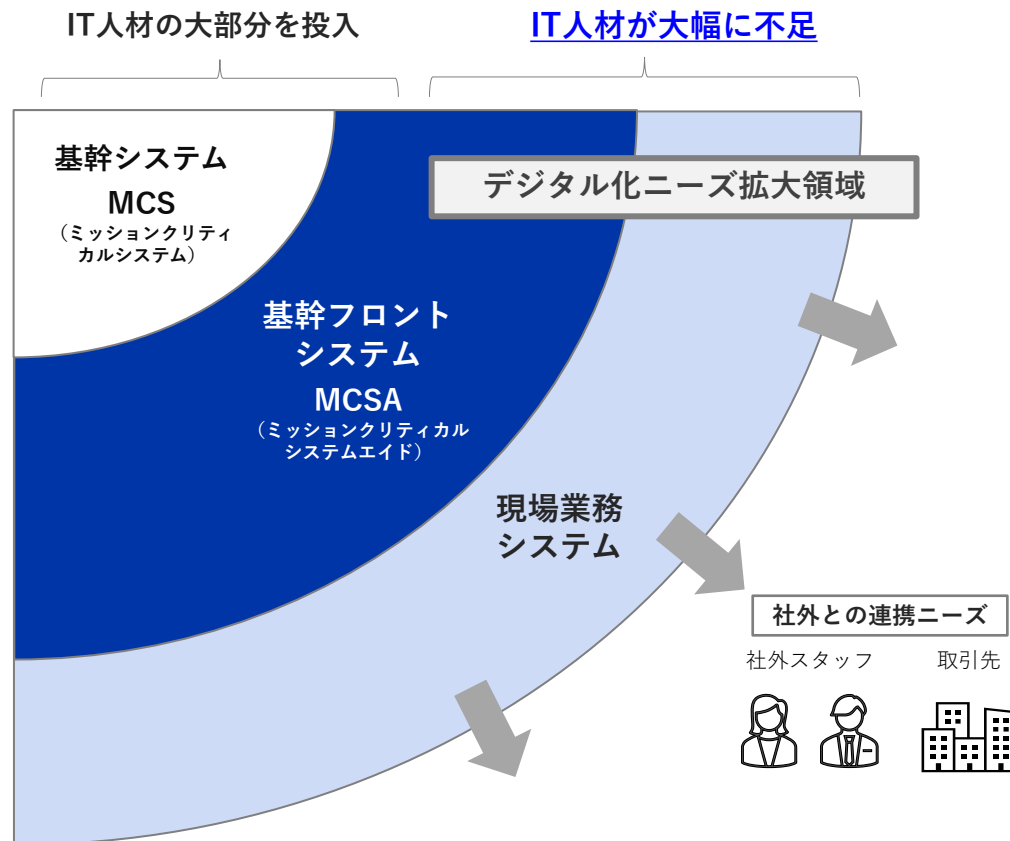 IT人材の大部分を投入
IT人材が大幅に不足
基幹システム
MCS
（ミッションクリティ
カルシステム）
デジタル化ニーズ拡大領域
基幹フロント
システム
MCSA
（ミッションクリティカル
システムエイド）
現場業務
システム
社外との連携ニーズ
社外スタッフ
取引先